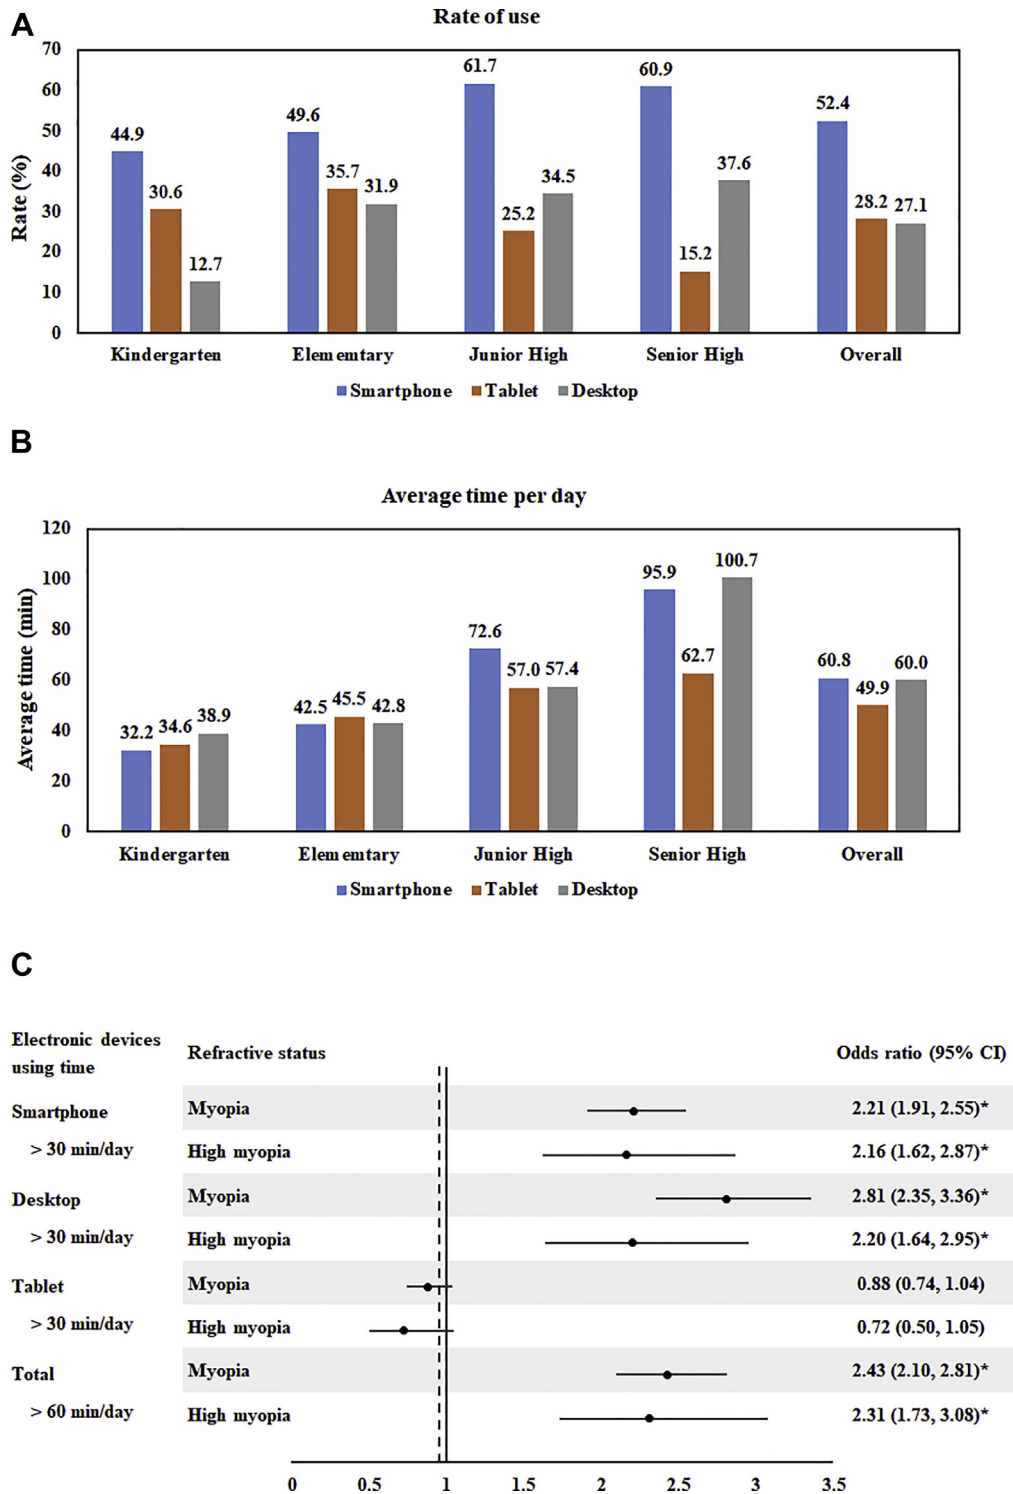 A
Rate of use
Rate (%)
70
60
50
40
30
20
10
0
44.9
30.6
12.7
49.6
35.7
31.9
61.7
25.2
34.5
60.9
15.2
37.6
52.4
28.2
27.1
Kindergarten Elememtary Junior High Senior High Overall
Smartphone Tablet Desktop
B
Average time per day
Average time (min)
120
100
80
60
40
20
0
32.2
34.6
38.9
42.5
45.5
42.8
72.6
57.0
57.4
95.9
62.7
100.7
60.8
49.9
60.0
Kindergarten Elememtary Junior High Senior High Overall
Smartphone Tablet Desktop
C
Electronic devices
using time
Refractive status
Odds ratio (95% CI)
Smartphone
> 30 min/day
Myopia
2.21 (1.91, 2.55)*
High myopia
2.16 (1.62, 2.87)*
Desktop
> 30 min/day
Myopia
2.81 (2.35, 3.36)*
High myopia
2.20 (1.64, 2.95)*
Tablet
> 30 min/day
Myopia
0.88 (0.74, 1.04)
High myopia
0.72 (0.50, 1.05)
Total
> 60 min/day
Myopia
2.43 (2.10, 2.81)*
High myopia
2.31 (1.73, 3.08)*
0 0.5 1 1.5 2 2.5 3 3.5